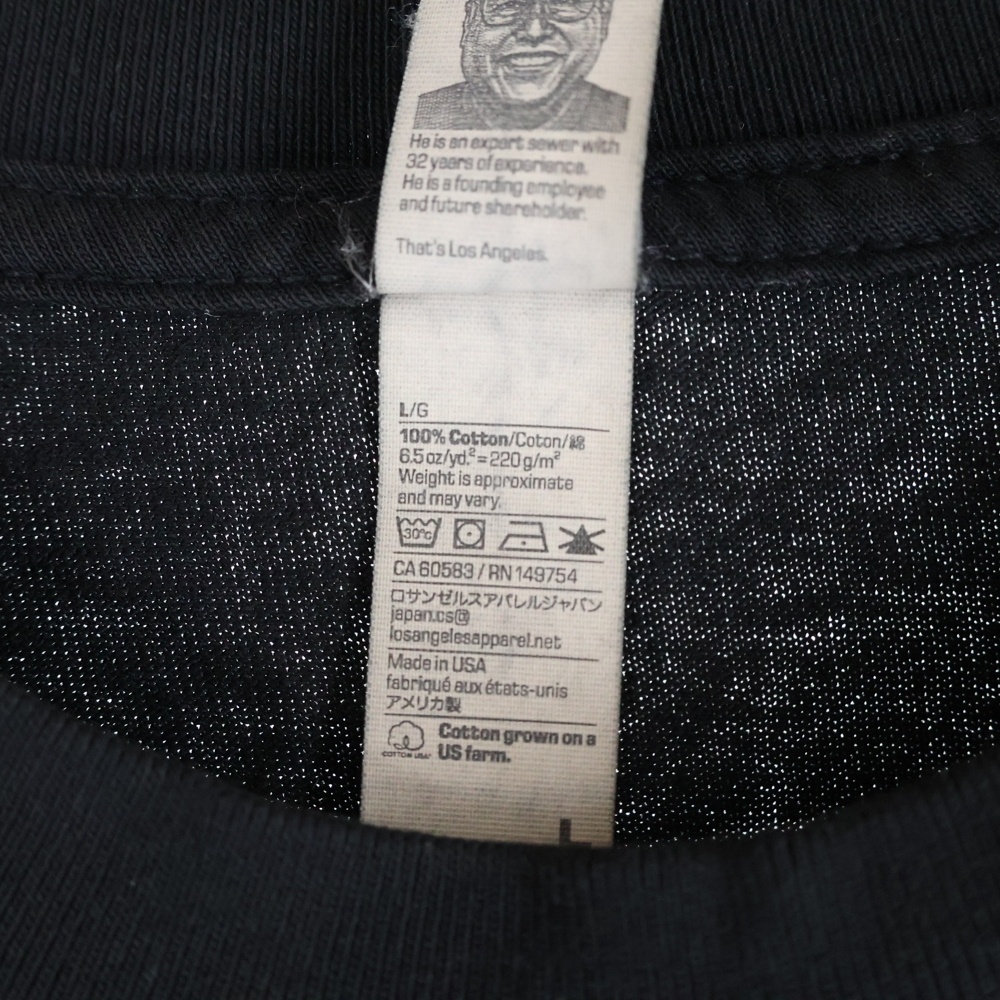 He is an expert sewer with
32 years of experience.
He is a founding employee
and future shareholder.
That's Los Angeles.
L/G
100% Cotton/Coton/綿
6.5 oz/yd.² = 220 g/m²
Weight is approximate
and may vary.
30°C
CA 60583 / RN 149754
ロサンゼルスアパレルジャパン
japan.cs@
losangelesapparel.net
Made in USA
fabriqué aux états-unis
アメリカ製
Cotton grown on a
US farm.
COTTON USA
L